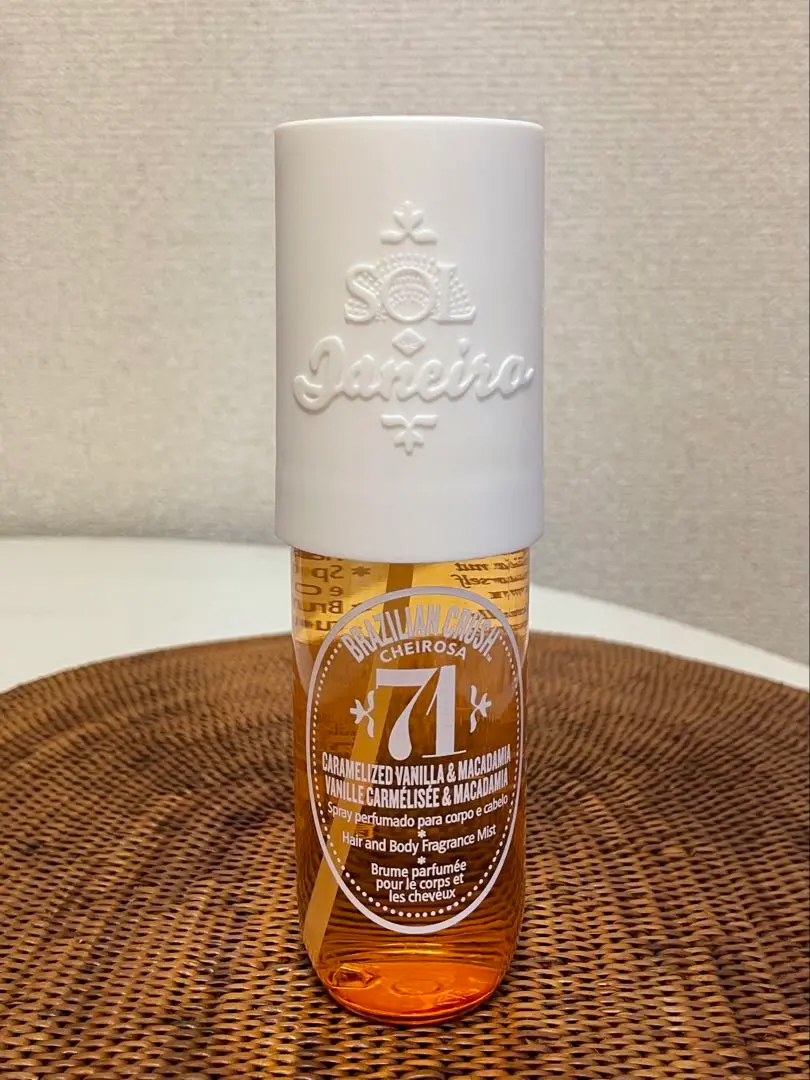 SOL
de
Janeiro
BRAZILIAN CRUSH
CHEIROSA
71
CARAMELIZED VANILLA & MACADAMIA
VANILLE CARMÉLISÉE & MACADAMIA
Spray perfumado para corpo e cabelo
*
Hair and Body Fragrance Mist
*
Brume parfumée
pour le corps et
les cheveux